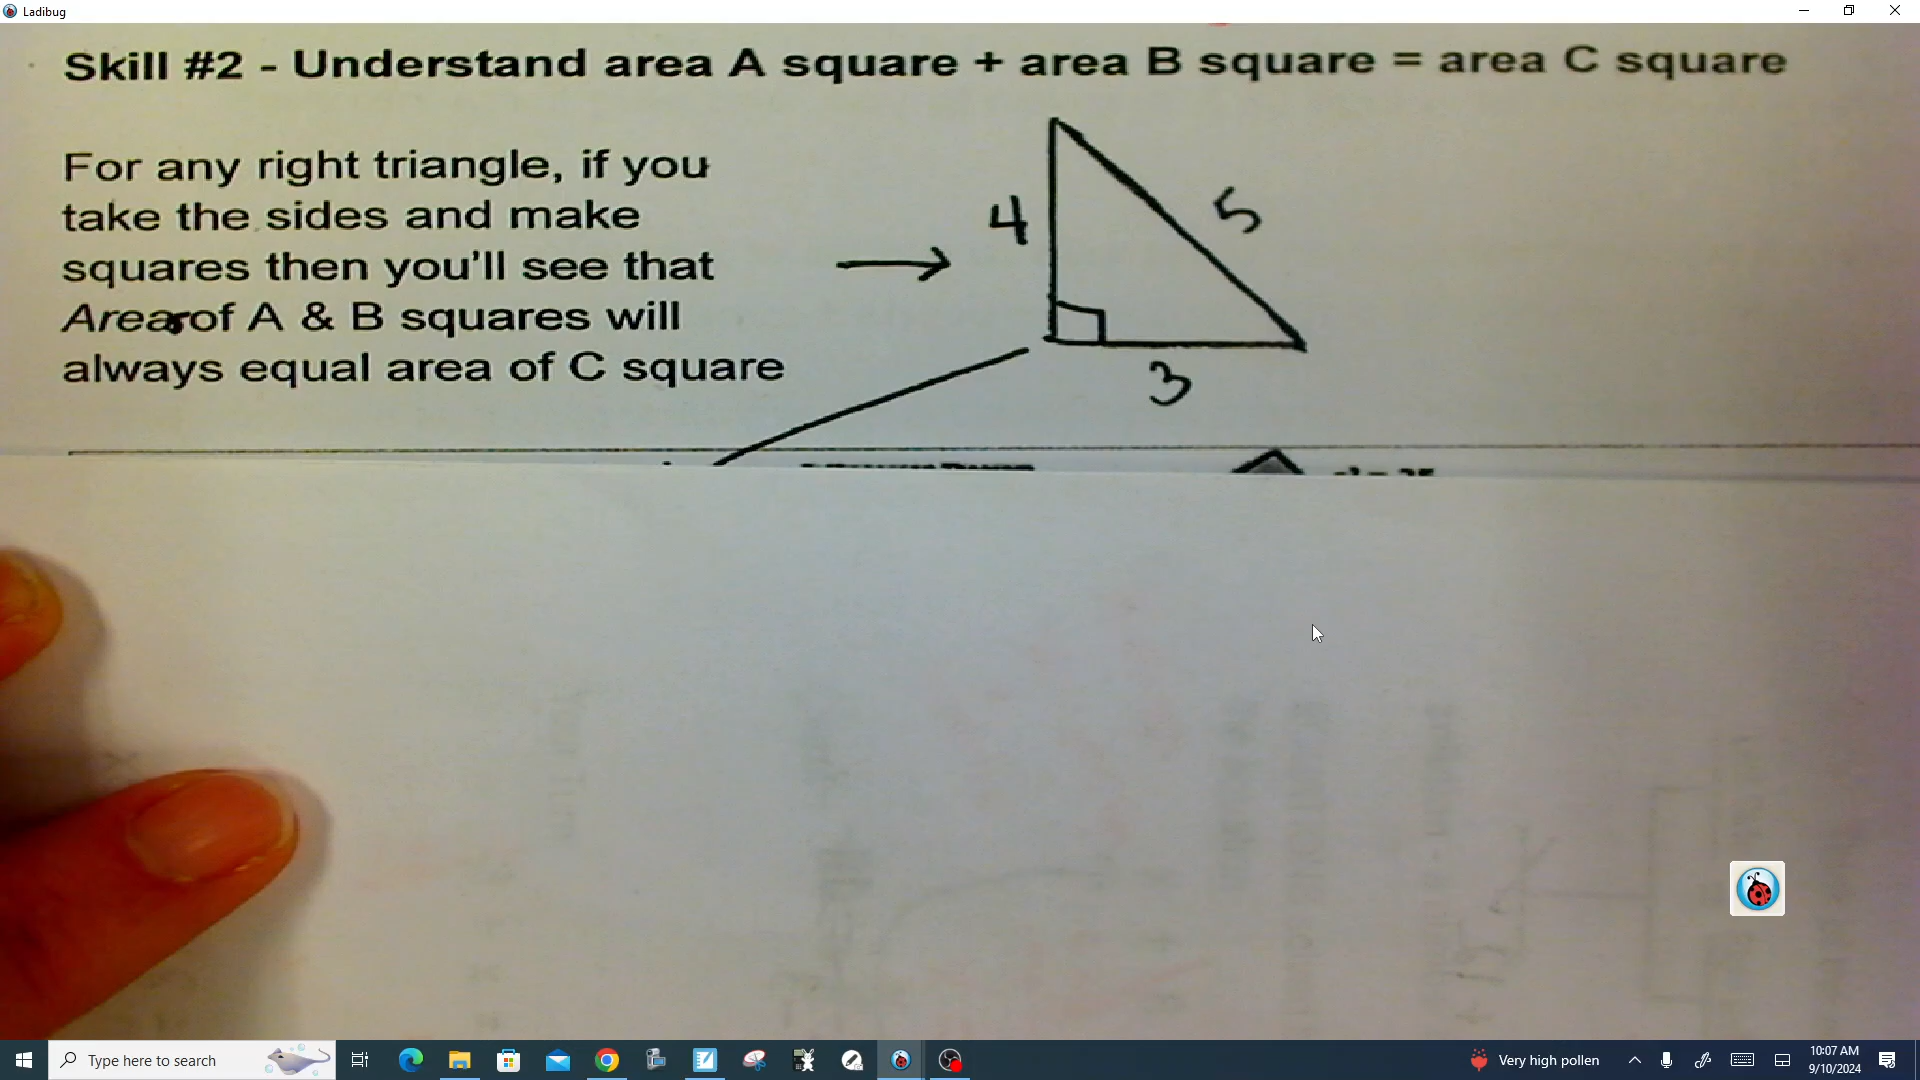 Ladibug
Skill #2 - Understand area A square + area B square = area C square
For any right triangle, if you
take the sides and make
squares then you'll see that
Areas of A & B squares will
always equal area of C square
4
5
3
Type here to search
Very high pollen
10:07 AM
9/10/2024